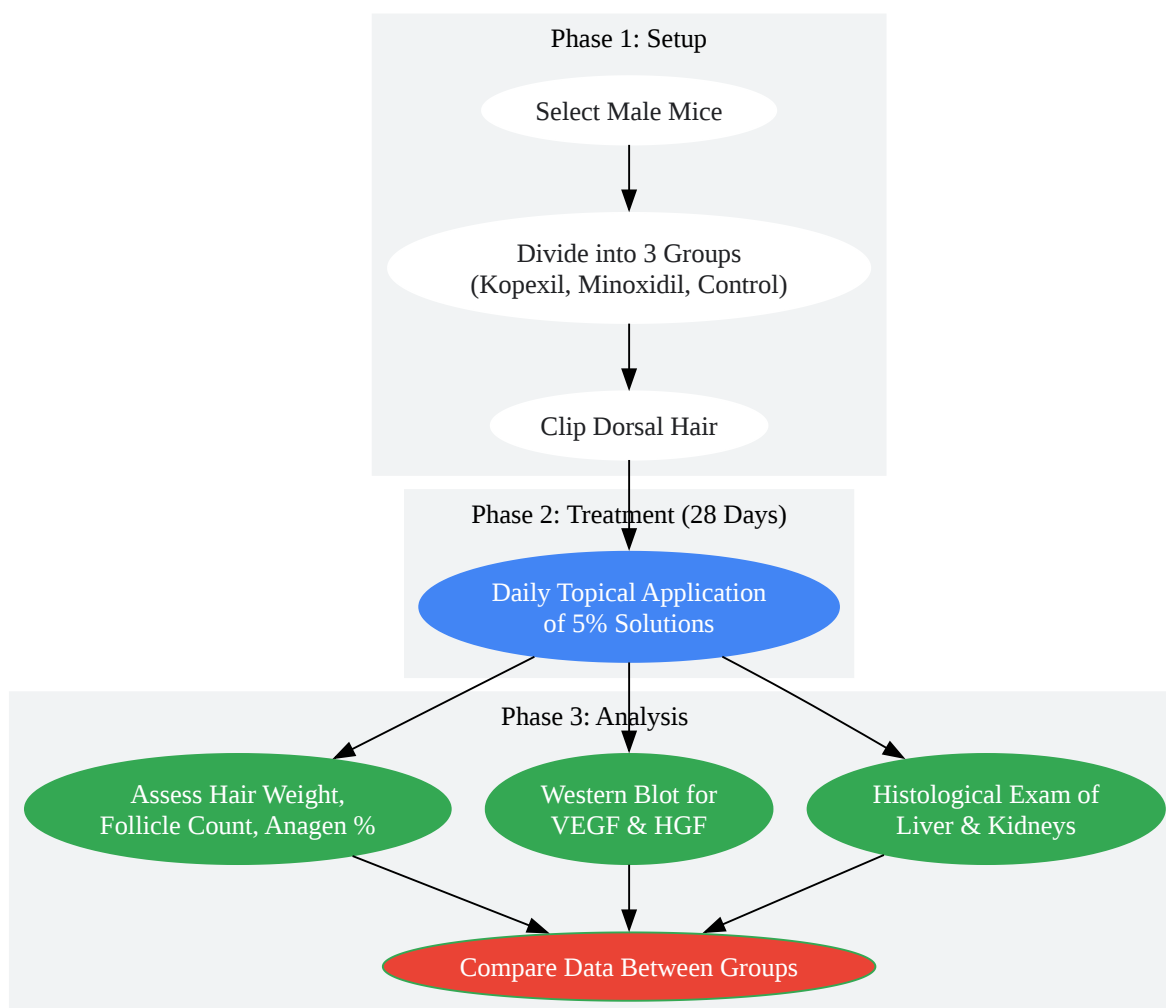 Phase 1: Setup
Select Male Mice
Divide into 3 Groups
(Kopexil, Minoxidil, Control)
Clip Dorsal Hair
Phase 2: Treatment (28 Days)
Daily Topical Application
of 5% Solutions
Phase 3: Analysis
Assess Hair Weight,
Follicle Count, Anagen %
Western Blot for
VEGF & HGF
Histological Exam of
Liver & Kidneys
Compare Data Between Groups